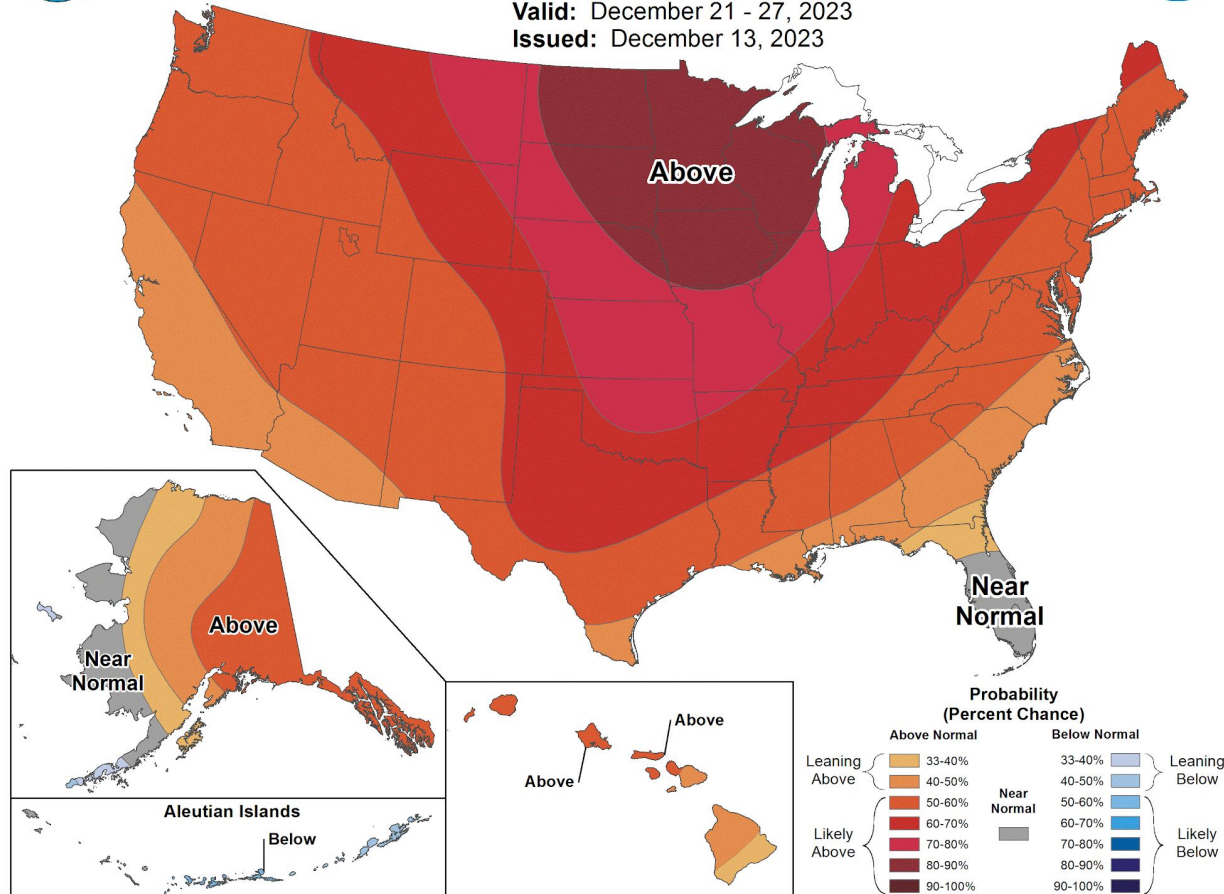 Valid: December 21 - 27, 2023
Issued: December 13, 2023
Above
Near
Normal
Above
Near
Normal
Above
Above
Aleutian Islands
Below
Probability
(Percent Chance)
Above Normal
Below Normal
Leaning
Above
33-40%
40-50%
Likely
Above
50-60%
60-70%
70-80%
80-90%
90-100%
Near
Normal
33-40%
40-50%
Leaning
Below
50-60%
60-70%
70-80%
80-90%
90-100%
Likely
Below